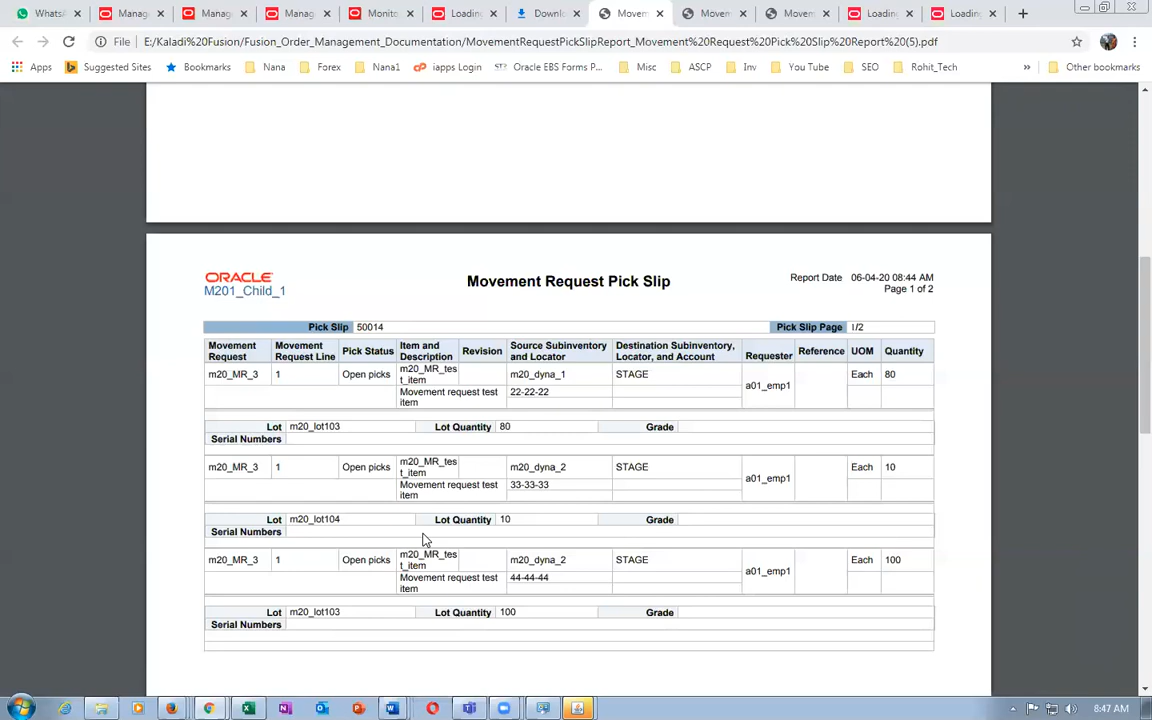 WhatsA Manag Manag Manag Monito Loading Downlo Movem Movem Movem Loading Loading
File E:/Kaladi%20Fusion/Fusion_Order_Management_Documentation/MovementRequestPickSlipReport_Movement%20Request%20Pick%20Slip%20Report%20(5).pdf
Apps Suggested Sites Bookmarks Nana Forex Nana1 iapps Login ST Oracle EBS Forms P... Misc ASCP Inv You Tube SEO Rohit_Tech » Other bookmarks
ORACLE
M201_Child_1
Movement Request Pick Slip
Report Date 06-04-20 08:44 AM
Page 1 of 2
Pick Slip 50014 Pick Slip Page 1/2
Movement Request Movement Request Line Pick Status Item and Description Revision Source Subinventory and Locator Destination Subinventory, Locator, and Account Requester Reference UOM Quantity
m20_MR_3 1 Open picks m20_MR_tes t_item m20_dyna_1 STAGE a01_emp1 Each 80
Movement request test item 22-22-22
Lot m20_lot103 Lot Quantity 80 Grade
Serial Numbers
m20_MR_3 1 Open picks m20_MR_tes t_item m20_dyna_2 STAGE a01_emp1 Each 10
Movement request test item 33-33-33
Lot m20_lot104 Lot Quantity 10 Grade
Serial Numbers
m20_MR_3 1 Open picks m20_MR_tes t_item m20_dyna_2 STAGE a01_emp1 Each 100
Movement request test item 44-44-44
Lot m20_lot103 Lot Quantity 100 Grade
Serial Numbers
8:47 AM